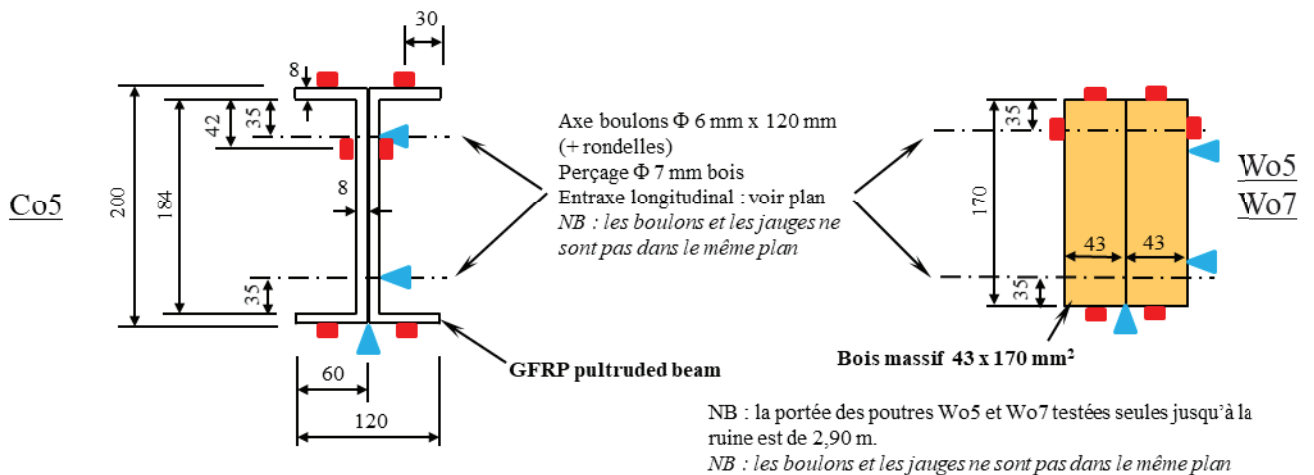 30
8
35
42
Co5
200
184
8
35
60
120
GFRP pultruded beam
Axe boulons Φ 6 mm x 120 mm
(+ rondelles)
Perçage Φ 7 mm bois
Entraxe longitudinal : voir plan
NB : les boulons et les jauges ne
sont pas dans le même plan
35
170
43
43
35
Wo5
Wo7
Bois massif 43 x 170 mm²
NB : la portée des poutres Wo5 et Wo7 testées seules jusqu'à la
ruine est de 2,90 m.
NB : les boulons et les jauges ne sont pas dans le même plan